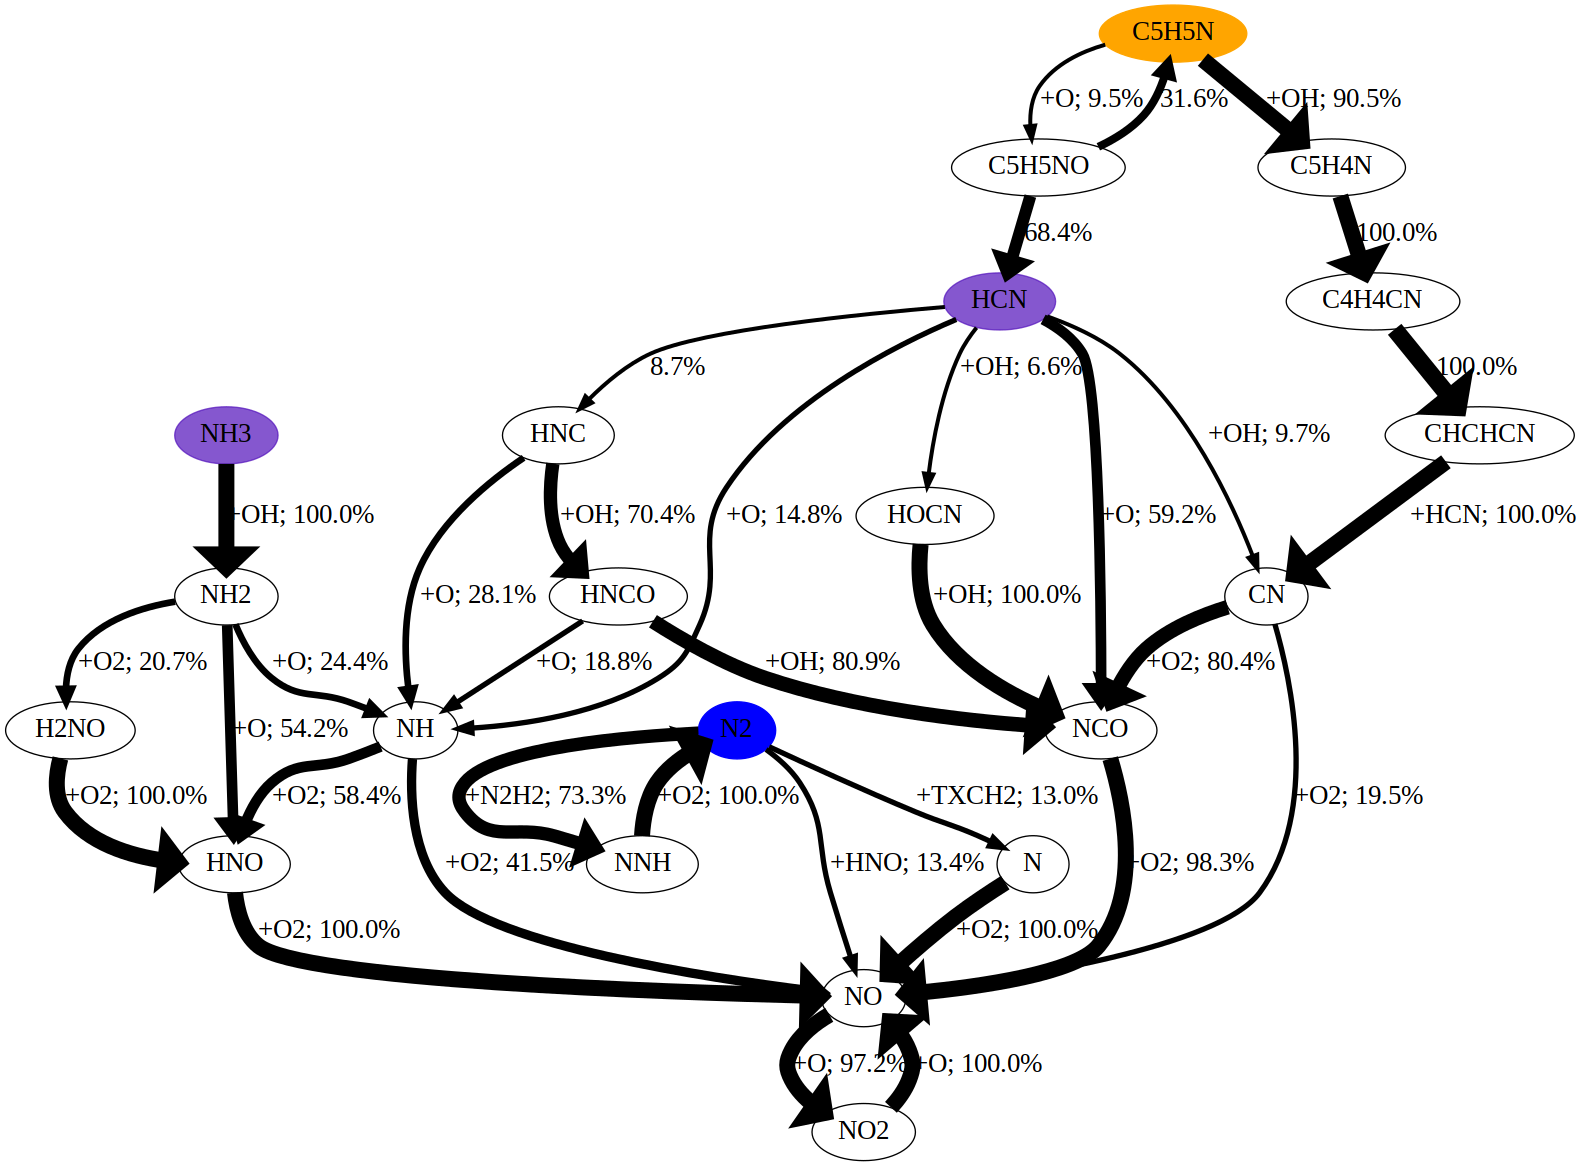 C5H5N
+O; 9.5%
31.6%
+OH; 90.5%
C5H5NO
C5H4N
68.4%
100.0%
HCN
C4H4CN
8.7%
+OH; 6.6%
100.0%
NH3
HNC
+OH; 9.7%
CHCHCN
+OH; 100.0%
+OH; 70.4%
+O; 14.8%
HOCN
+O; 59.2%
+HCN; 100.0%
NH2
+O; 28.1%
HNCO
+OH; 100.0%
CN
+O2; 20.7%
+O; 24.4%
+O; 18.8%
+OH; 80.9%
+O2; 80.4%
H2NO
+O; 54.2%
NH
N2
NCO
+O2; 100.0%
+O2; 58.4%
+N2H2; 73.3%
+O2; 100.0%
+TXCH2; 13.0%
+O2; 19.5%
HNO
+O2; 41.5%
NNH
+HNO; 13.4%
N
+O2; 98.3%
+O2; 100.0%
+O2; 100.0%
NO
+O; 97.2%
+O; 100.0%
NO2